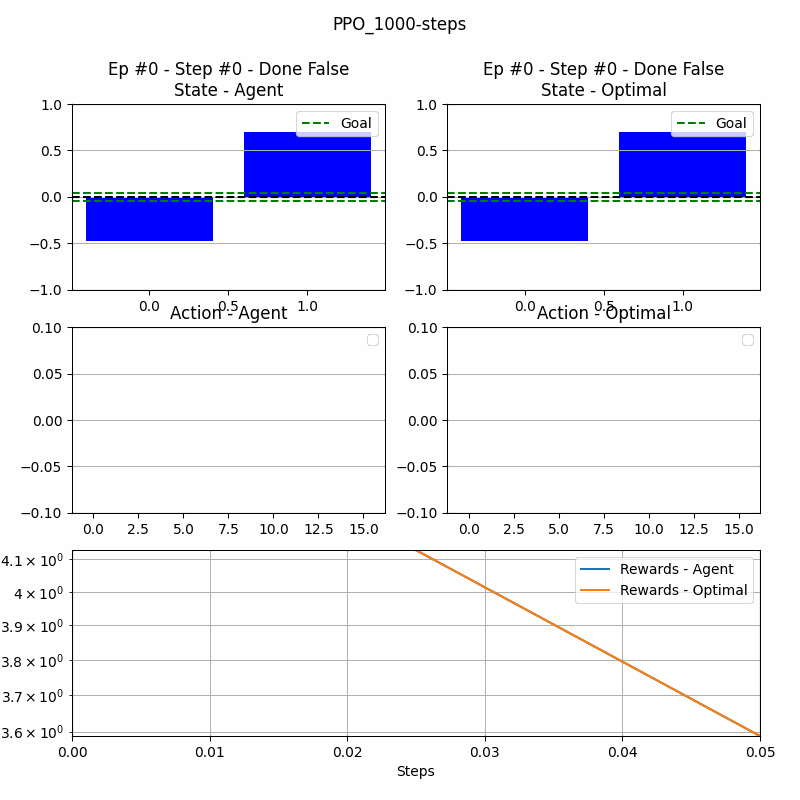 PPO_1000-steps
Ep #0 - Step #0 - Done False
State - Agent
1.0
0.5
0.0
−0.5
−1.0
Goal
0.0 0.5 1.0
Ep #0 - Step #0 - Done False
State - Optimal
1.0
0.5
0.0
−0.5
−1.0
Goal
0.0 0.5 1.0
Action - Agent
0.10
0.05
0.00
−0.05
−0.10
0.0 2.5 5.0 7.5 10.0 12.5 15.0
Action - Optimal
0.10
0.05
0.00
−0.05
−0.10
0.0 2.5 5.0 7.5 10.0 12.5 15.0
4.1 × 10⁰
4 × 10⁰
3.9 × 10⁰
3.8 × 10⁰
3.7 × 10⁰
3.6 × 10⁰
Rewards - Agent
Rewards - Optimal
0.00 0.01 0.02 0.03 0.04 0.05
Steps